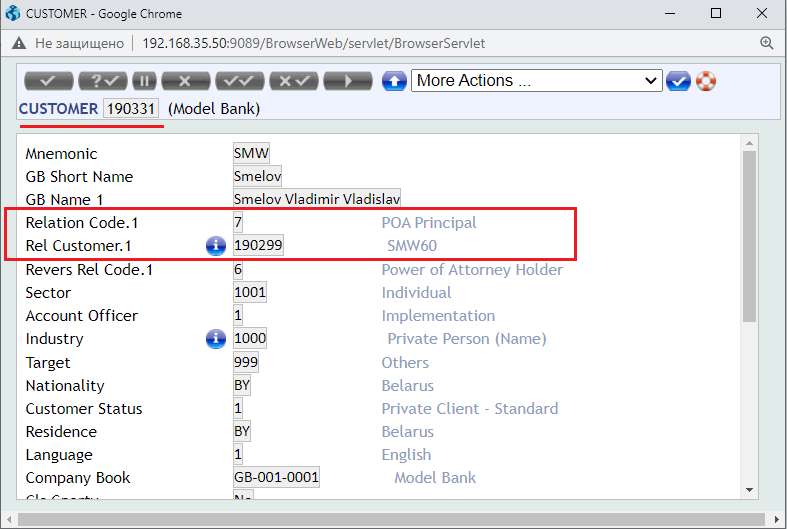 CUSTOMER - Google Chrome
Не защищено 192.168.35.50:9089/BrowserWeb/servlet/BrowserServlet
More Actions ...
CUSTOMER 190331 (Model Bank)
Mnemonic SMW
GB Short Name Smelov
GB Name 1 Smelov Vladimir Vladislav
Relation Code.1 7 POA Principal
Rel Customer.1 190299 SMW60
Revers Rel Code.1 6 Power of Attorney Holder
Sector 1001 Individual
Account Officer 1 Implementation
Industry 1000 Private Person (Name)
Target 999 Others
Nationality BY Belarus
Customer Status 1 Private Client - Standard
Residence BY Belarus
Language 1 English
Company Book GB-001-0001 Model Bank
Cls Cparty No